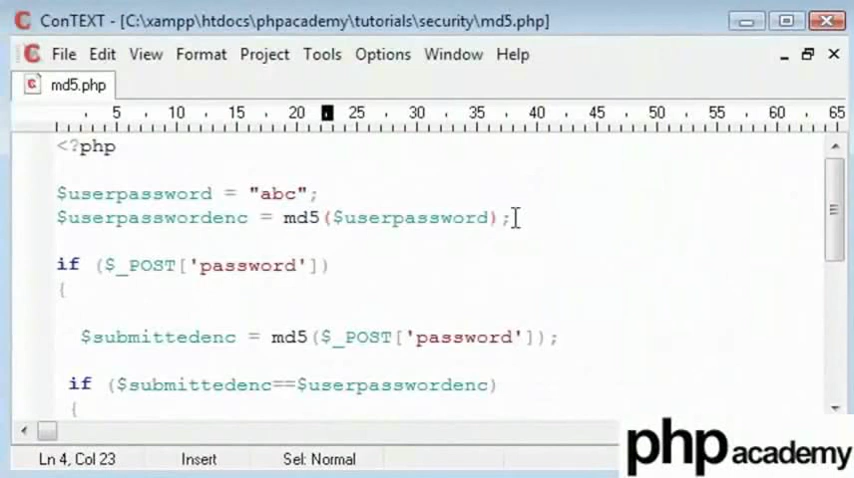 ConTEXT - [C:\xampp\htdocs\phpacademy\tutorials\security\md5.php]
File Edit View Format Project Tools Options Window Help
md5.php
5 10 15 20 25 30 35 40 45 50 55 60 65
<?php
$userpassword = "abc";
$userpasswordenc = md5($userpassword);
if ($_POST['password'])
{
$submittedenc = md5($_POST['password']);
if ($submittedenc==$userpasswordenc)
{
Ln 4, Col 23 Insert Sel: Normal
php academy